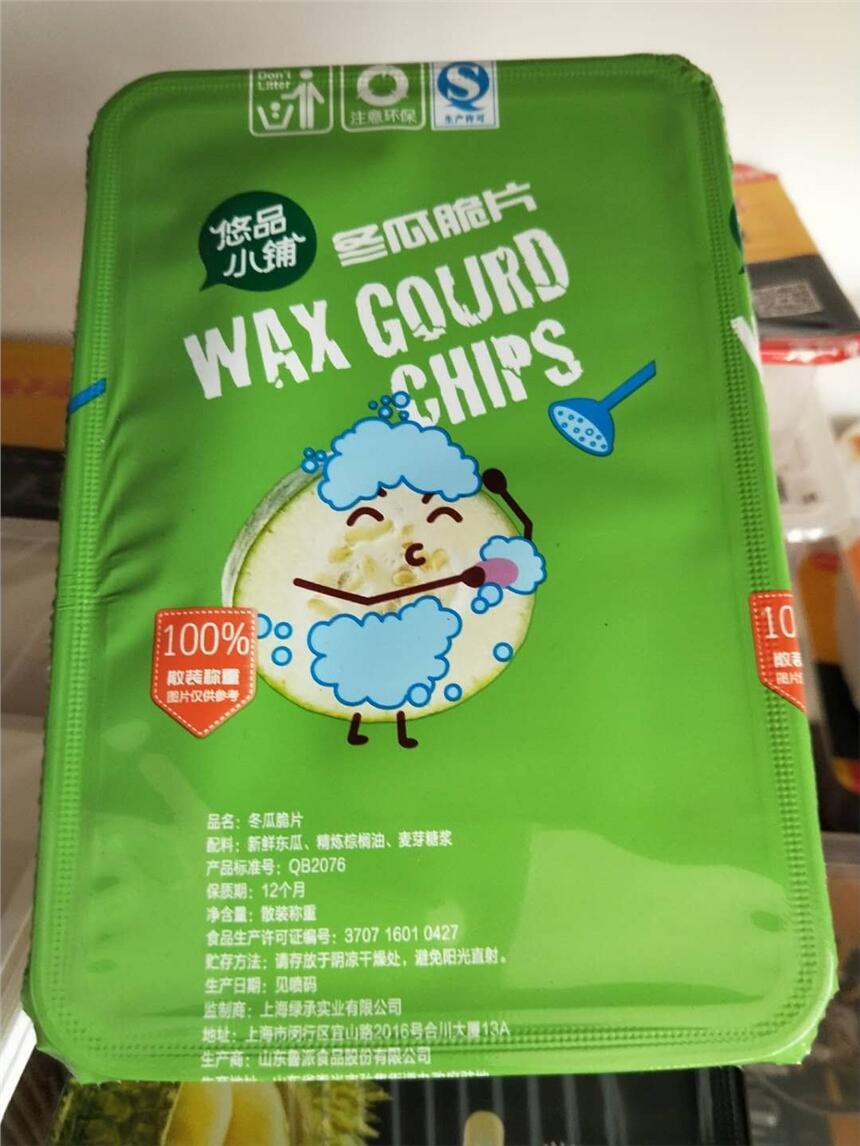 Don't
Litter
注意环保
S
生产许可
悠品
小铺
冬瓜脆片
WAX GOURD
CHIPS
100%
散装称重
图片仅供参考
10
散装
图片仅
品名：冬瓜脆片
配料：新鲜东瓜、精炼棕榈油、麦芽糖浆
产品标准号：QB2076
保质期：12个月
净含量：散装称重
食品生产许可证编号：3707 1601 0427
贮存方法：请存放于阴凉干燥处，避免阳光直射。
生产日期：见喷码
监制商：上海绿承实业有限公司
地址：上海市闵行区宜山路2016号合川大厦13A
生产商：山东鲁派食品股份有限公司